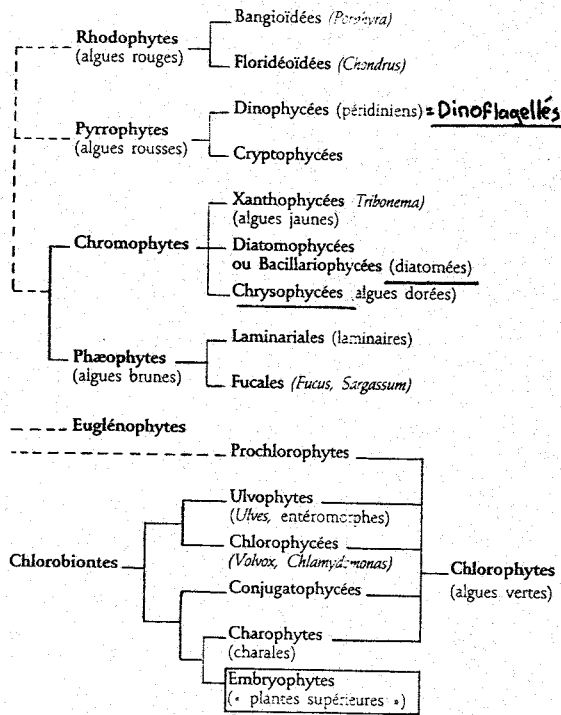 Bangioïdées (Porphyra)
Rhodophytes
(algues rouges)
Floridéoïdées (Chondrus)
Dinophycées (péridiniens) = Dinoflagellés
Pyrrophytes
(algues rousses)
Cryptophycées
Xanthophycées Tribonema)
(algues jaunes)
Chromophytes
Diatomophycées
ou Bacillariophycées (diatomées)
Chrysophycées algues dorées)
Laminariales (laminaires)
Phæophytes
(algues brunes)
Fucales (Fucus, Sargassum)
Euglénophytes
Prochlorophytes
Ulvophytes
(Ulves, entéromorphes)
Chlorobiontes
Chlorophycées
(Volvox, Chlamydomonas)
Chlorophytes
(algues vertes)
Conjugatophycées
Charophytes
(charales)
Embryophytes
(« plantes supérieures »)